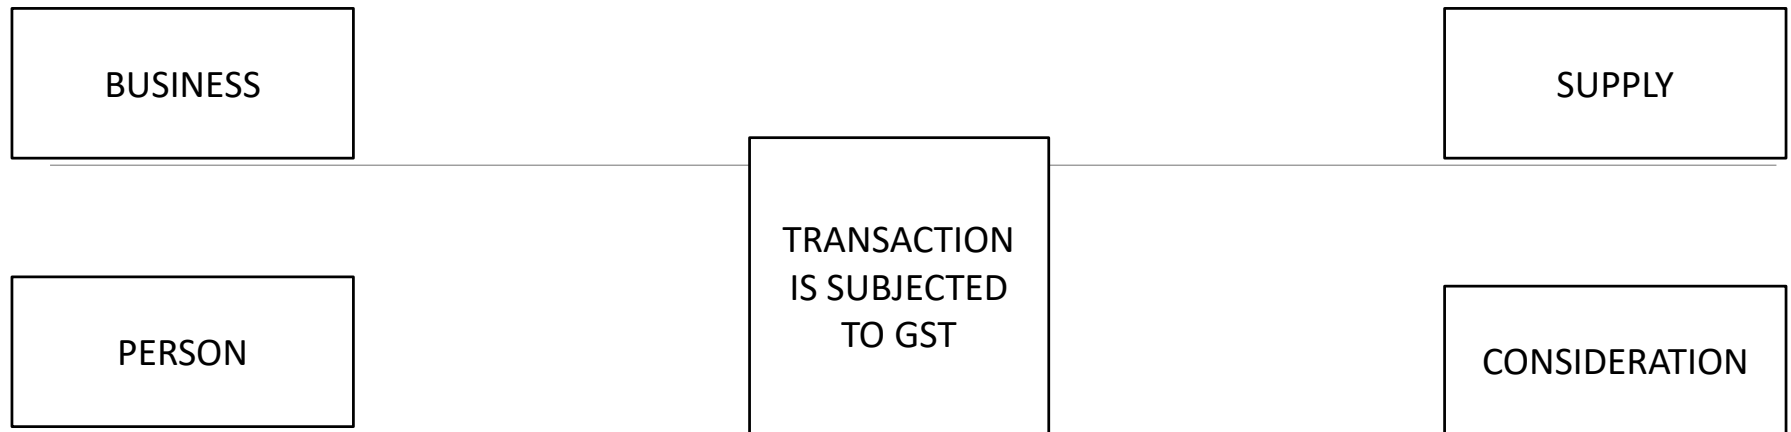 BUSINESS
SUPPLY
TRANSACTION
IS SUBJECTED
TO GST
PERSON
CONSIDERATION